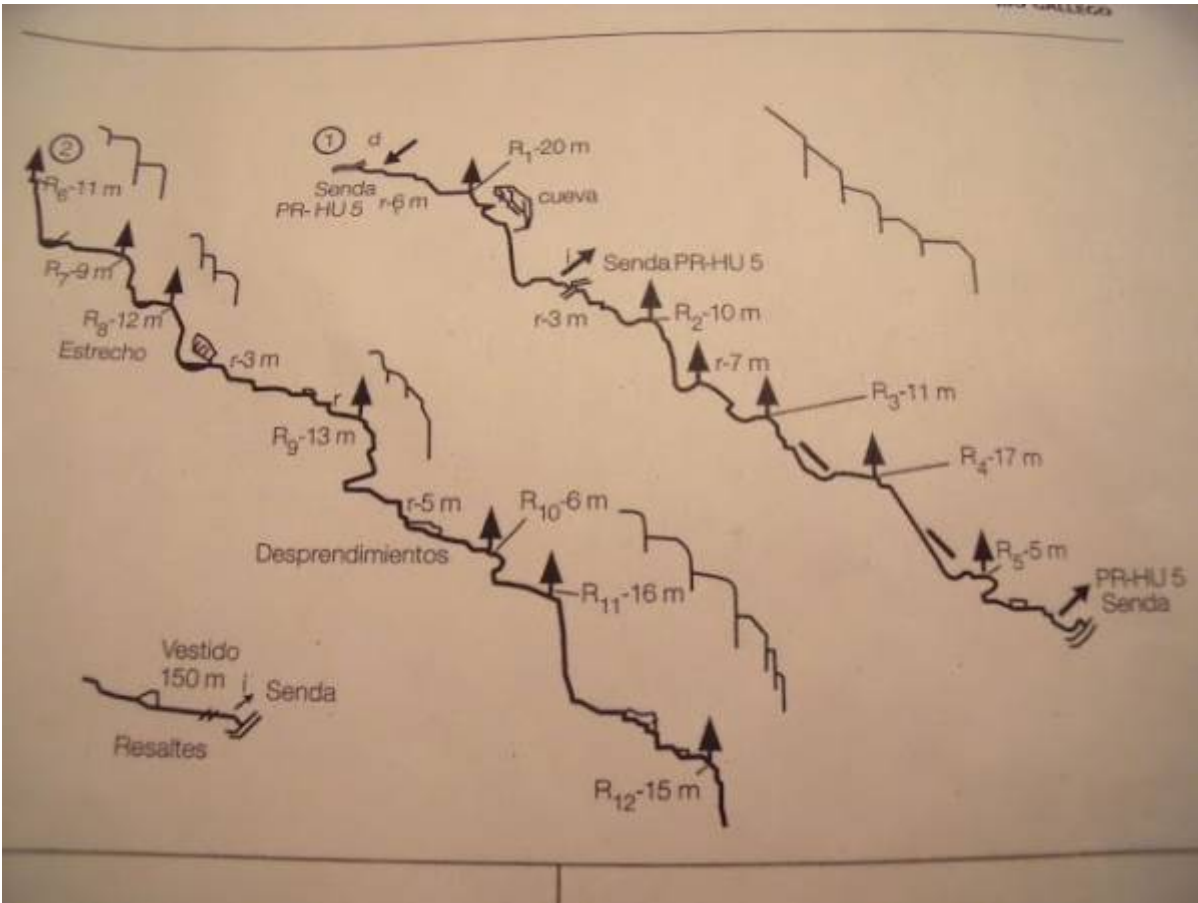 RIO GALLEGO
1
d
Senda
PR-HU 5
r-6 m
R1-20 m
cueva
i
Senda PR-HU 5
r-3 m
R2-10 m
r-7 m
R3-11 m
R4-17 m
R5-5 m
PR-HU 5
Senda
2
R6-11 m
R7-9 m
R8-12 m
Estrecho
r-3 m
r
R9-13 m
r-5 m
Desprendimientos
R10-6 m
R11-16 m
R12-15 m
Vestido
150 m
i
Senda
Resaltes